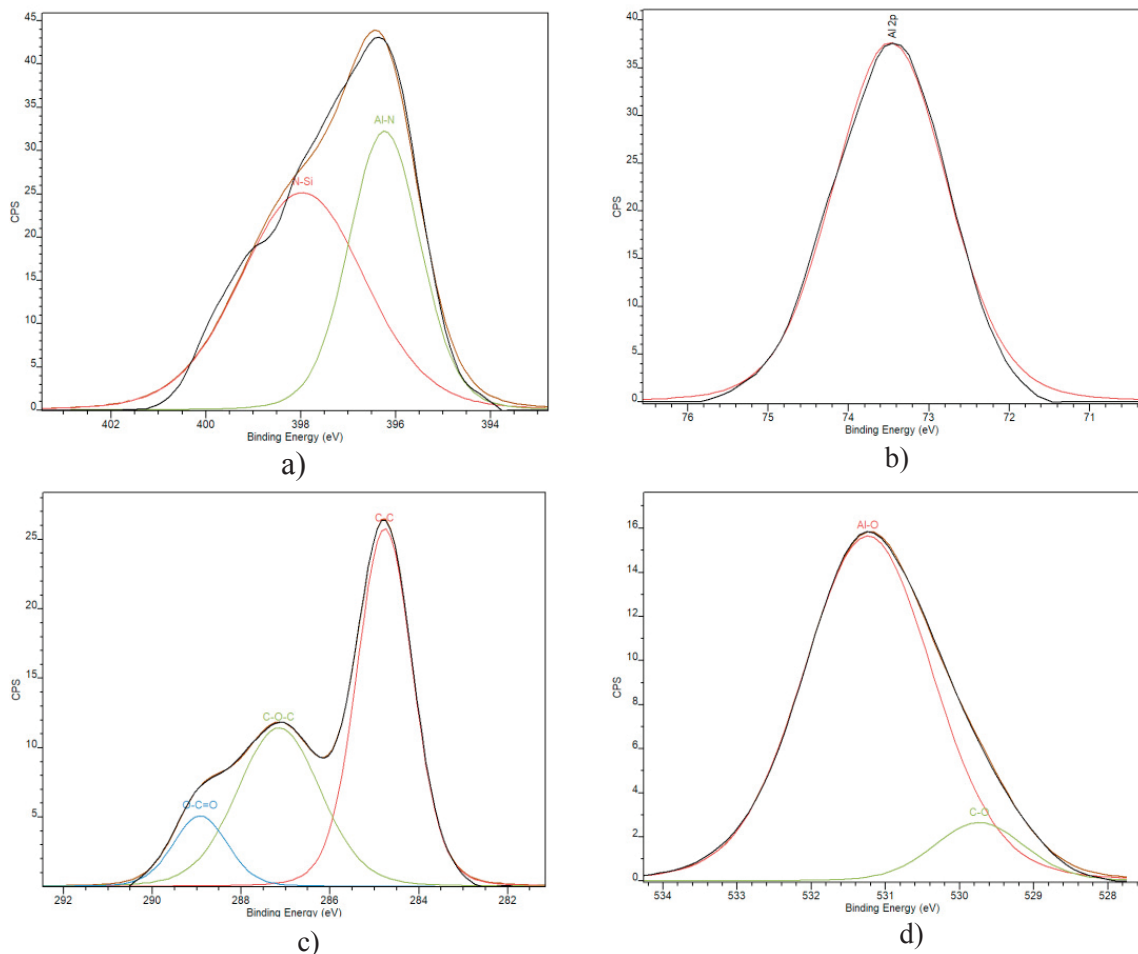 45
40
35
30
25
20
15
10
5
0
CPS
Al-N
N-Si
402 400 398 396 394
Binding Energy (eV)
a)
40
35
30
25
20
15
10
5
0
CPS
Al 2p
76 75 74 73 72 71
Binding Energy (eV)
b)
25
20
15
10
5
CPS
C-C
C-O-C
O-C=O
292 290 288 286 284 282
Binding Energy (eV)
c)
16
14
12
10
8
6
4
2
0
CPS
Al-O
C-O
534 533 532 531 530 529 528
Binding Energy (eV)
d)